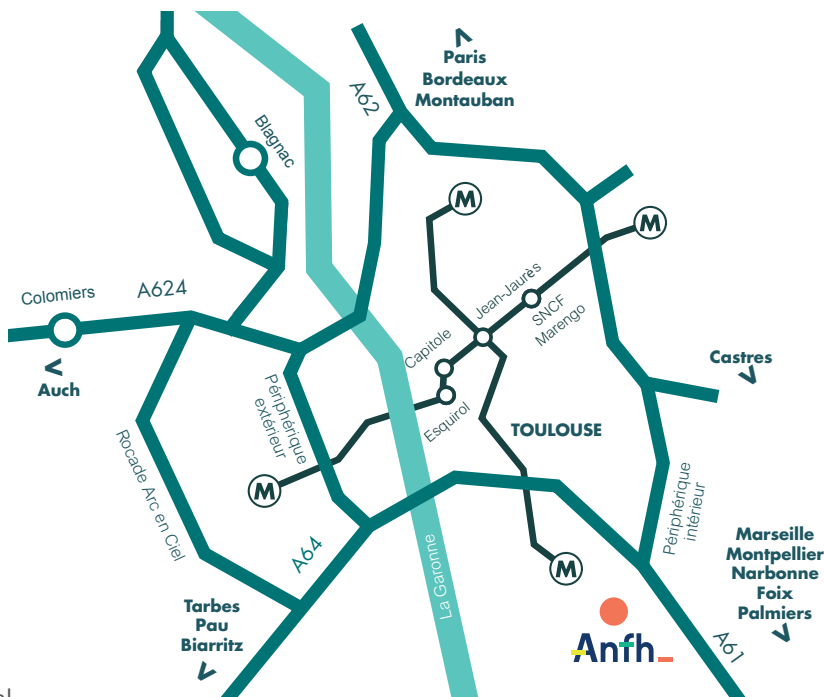 Paris
Bordeaux
Montauban
A62
Blagnac
M
M
Colomiers
A624
Jean-Jaurès
SNCF
Marengo
Capitole
Auch
Castres
Périphérique
extérieur
Esquirol
TOULOUSE
Rocade Arc en Ciel
M
Périphérique
intérieur
A64
La Garonne
M
Marseille
Montpellier
Narbonne
Foix
Palmiers
Tarbes
Pau
Biarritz
Anfh
A61